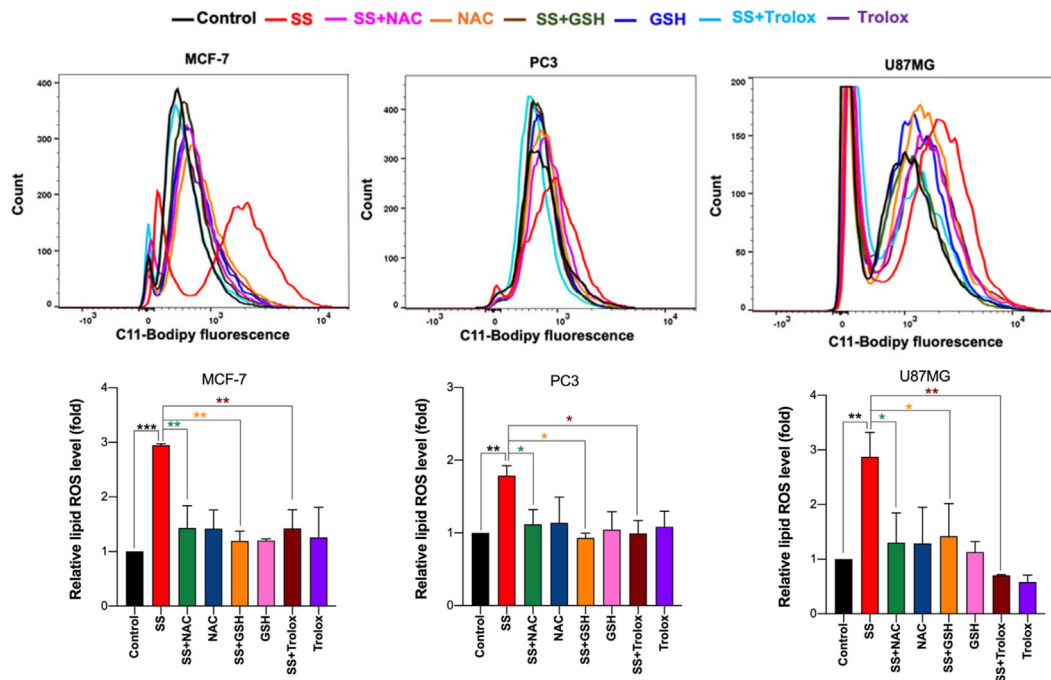 Control SS SS+NAC NAC SS+GSH GSH SS+Trolox Trolox
MCF-7
PC3
U87MG
Count
400
300
200
100
0
-10³ 0 10³ 10⁴
C11-Bodipy fluorescence
Count
400
300
200
100
0
-10³ 0 10³ 10⁴
C11-Bodipy fluorescence
Count
200
150
100
50
0
-10³ 0 10³ 10⁴
C11-Bodipy fluorescence
MCF-7
Relative lipid ROS level (fold)
4
3
2
1
0
*** ** ** **
Control SS SS+NAC NAC SS+GSH GSH SS+Trolox Trolox
PC3
Relative lipid ROS level (fold)
3
2
1
0
** * * *
Control SS SS+NAC NAC SS+GSH GSH SS+Trolox Trolox
U87MG
Relative lipid ROS level (fold)
4
3
2
1
0
** * * **
Control SS SS+NAC NAC SS+GSH GSH SS+Trolox Trolox